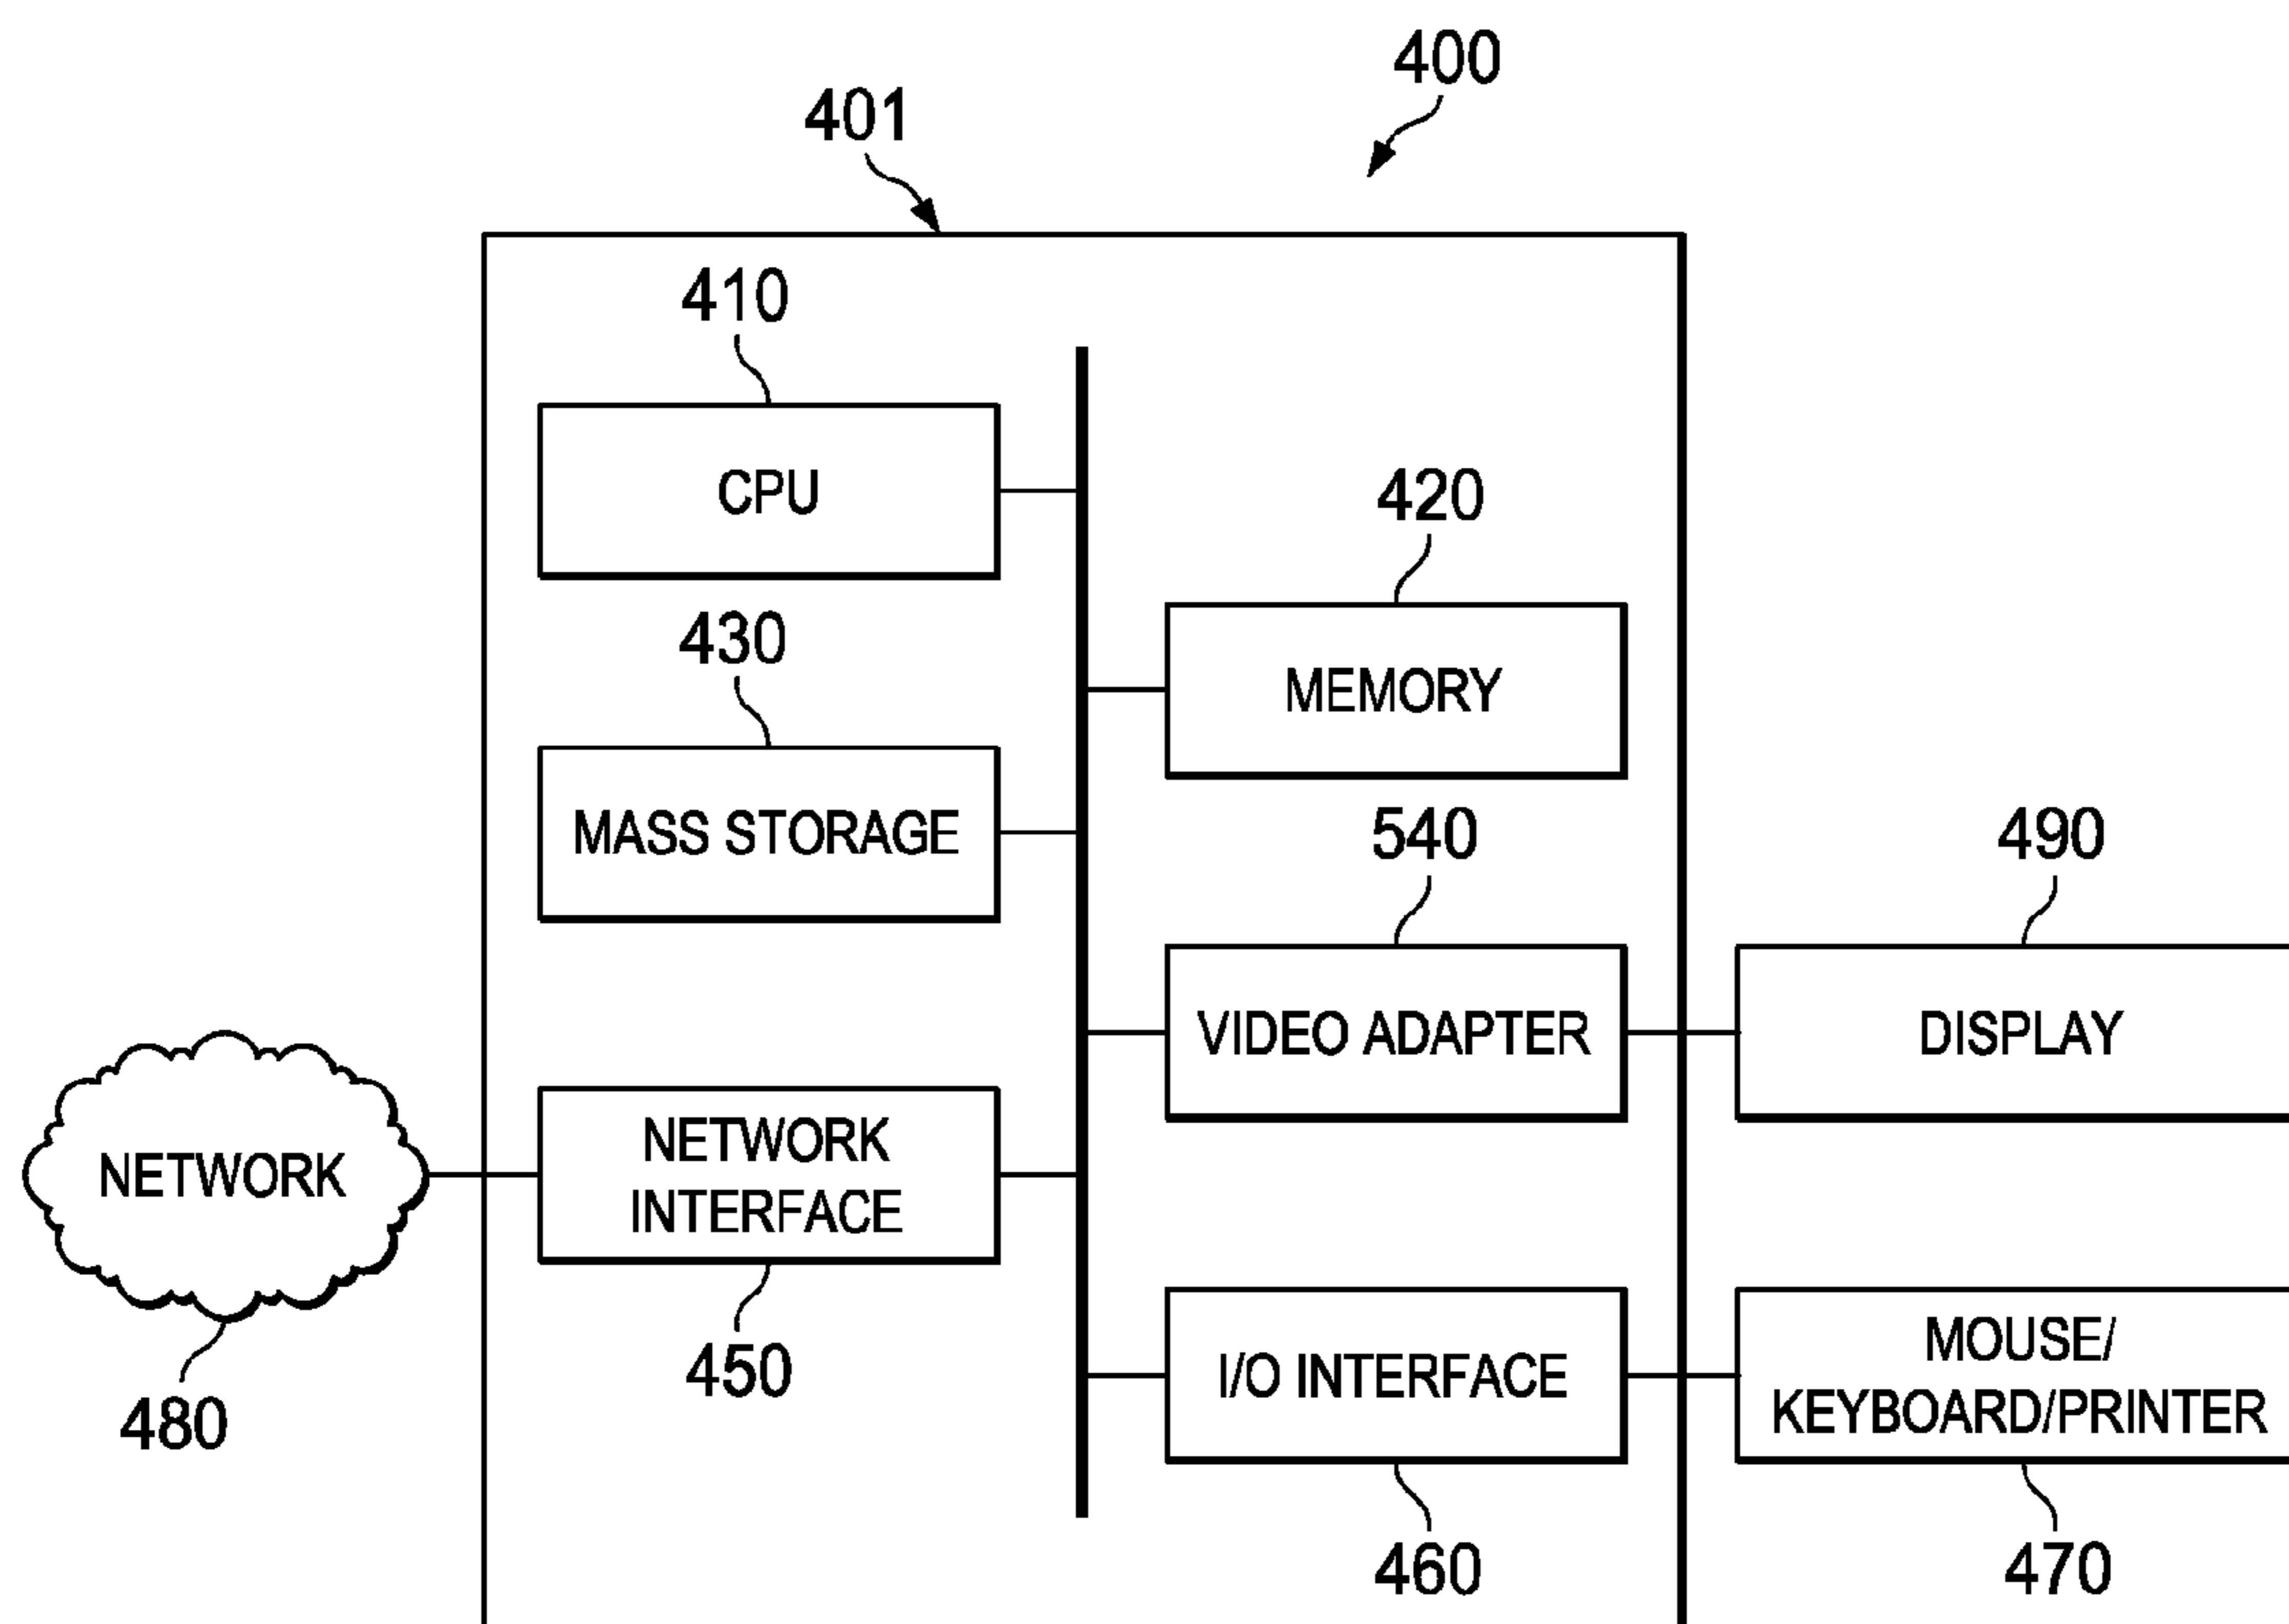 400
401
410
CPU
420
430
MEMORY
MASS STORAGE
540
490
VIDEO ADAPTER
DISPLAY
NETWORK
NETWORK
INTERFACE
480
450
I/O INTERFACE
MOUSE/
KEYBOARD/PRINTER
460
470